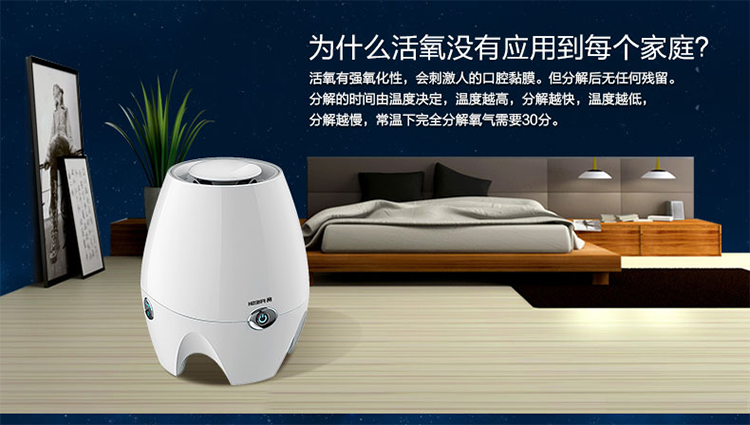 为什么活氧没有应用到每个家庭？
活氧有强氧化性，会刺激人的口腔黏膜。但分解后无任何残留。
分解的时间由温度决定，温度越高，分解越快，温度越低，
分解越慢，常温下完全分解氧气需要30分。